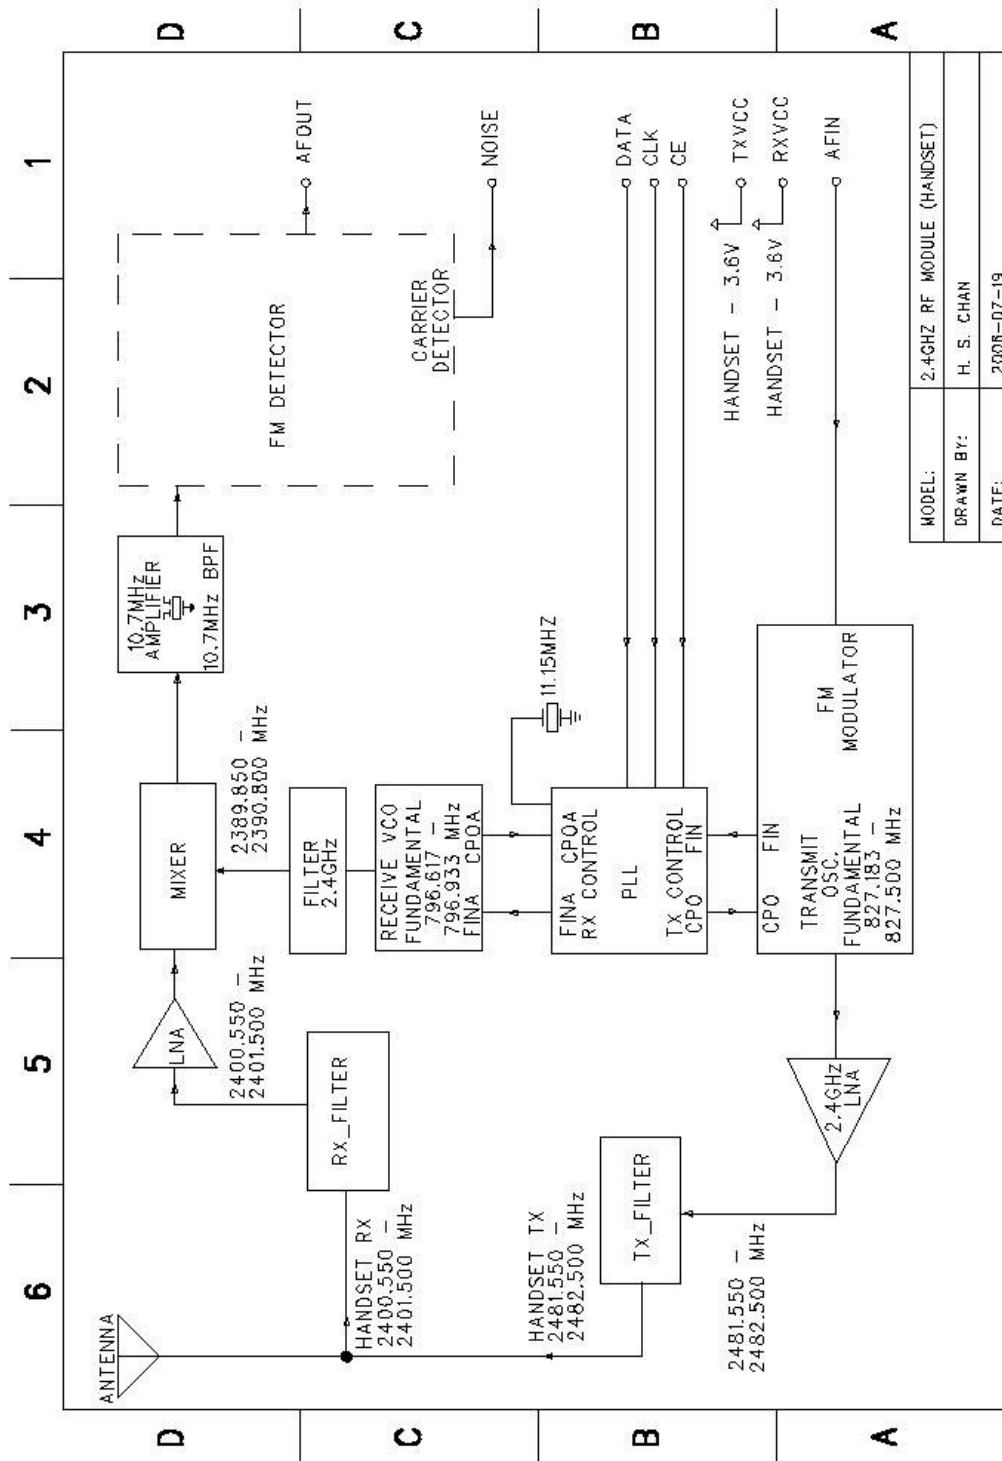 6
5
4
3
2
1
D
D
C
C
B
B
A
A
ANTENNA
HANDSET RX
2400.550 –
2401.500 MHz
RX_FILTER
LNA
2400.550 –
2401.500 MHz
MIXER
2389.850 –
2390.800 MHz
10.7MHz
AMPLIFIER
10.7MHz BPF
FM DETECTOR
CARRIER
DETECTOR
AFOUT
NOISE
FILTER
2.4GHz
RECEIVE VCO
FUNDAMENTAL
796.617 –
796.933 MHz
FINA CPOA
11.15MHZ
FINA CPOA
RX CONTROL
PLL
TX CONTROL
CPO FIN
DATA
CLK
CE
HANDSET – 3.6V
TXVCC
HANDSET – 3.6V
RXVCC
HANDSET TX
2481.550 –
2482.500 MHz
TX_FILTER
2481.550 –
2482.500 MHz
2.4GHz
LNA
CPO FIN
TRANSMIT
OSC.
FUNDAMENTAL
827.183 –
827.500 MHz
FM
MODULATOR
AFIN
MODEL: 2.4GHZ RF MODULE (HANDSET)
DRAWN BY: H. S. CHAN
DATE: